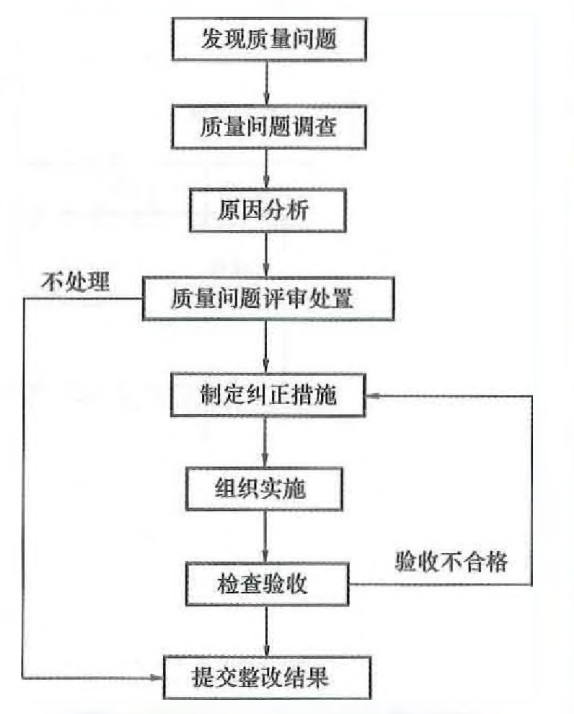 发现质量问题
质量问题调查
原因分析
不处理
质量问题评审处置
制定纠正措施
组织实施
验收不合格
检查验收
提交整改结果